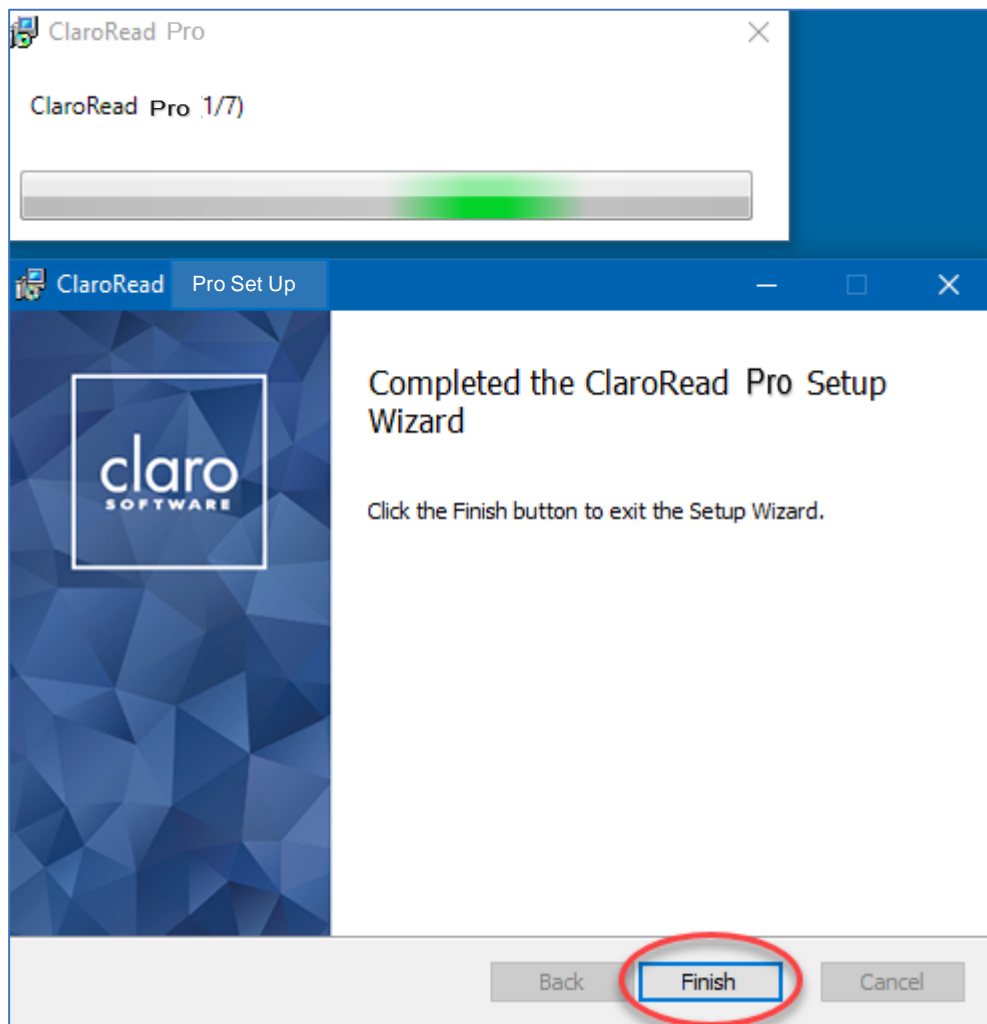 ClaroRead Pro
ClaroRead Pro 1/7)
ClaroRead Pro Set Up
claro
SOFTWARE
Completed the ClaroRead Pro Setup
Wizard
Click the Finish button to exit the Setup Wizard.
Back Finish Cancel